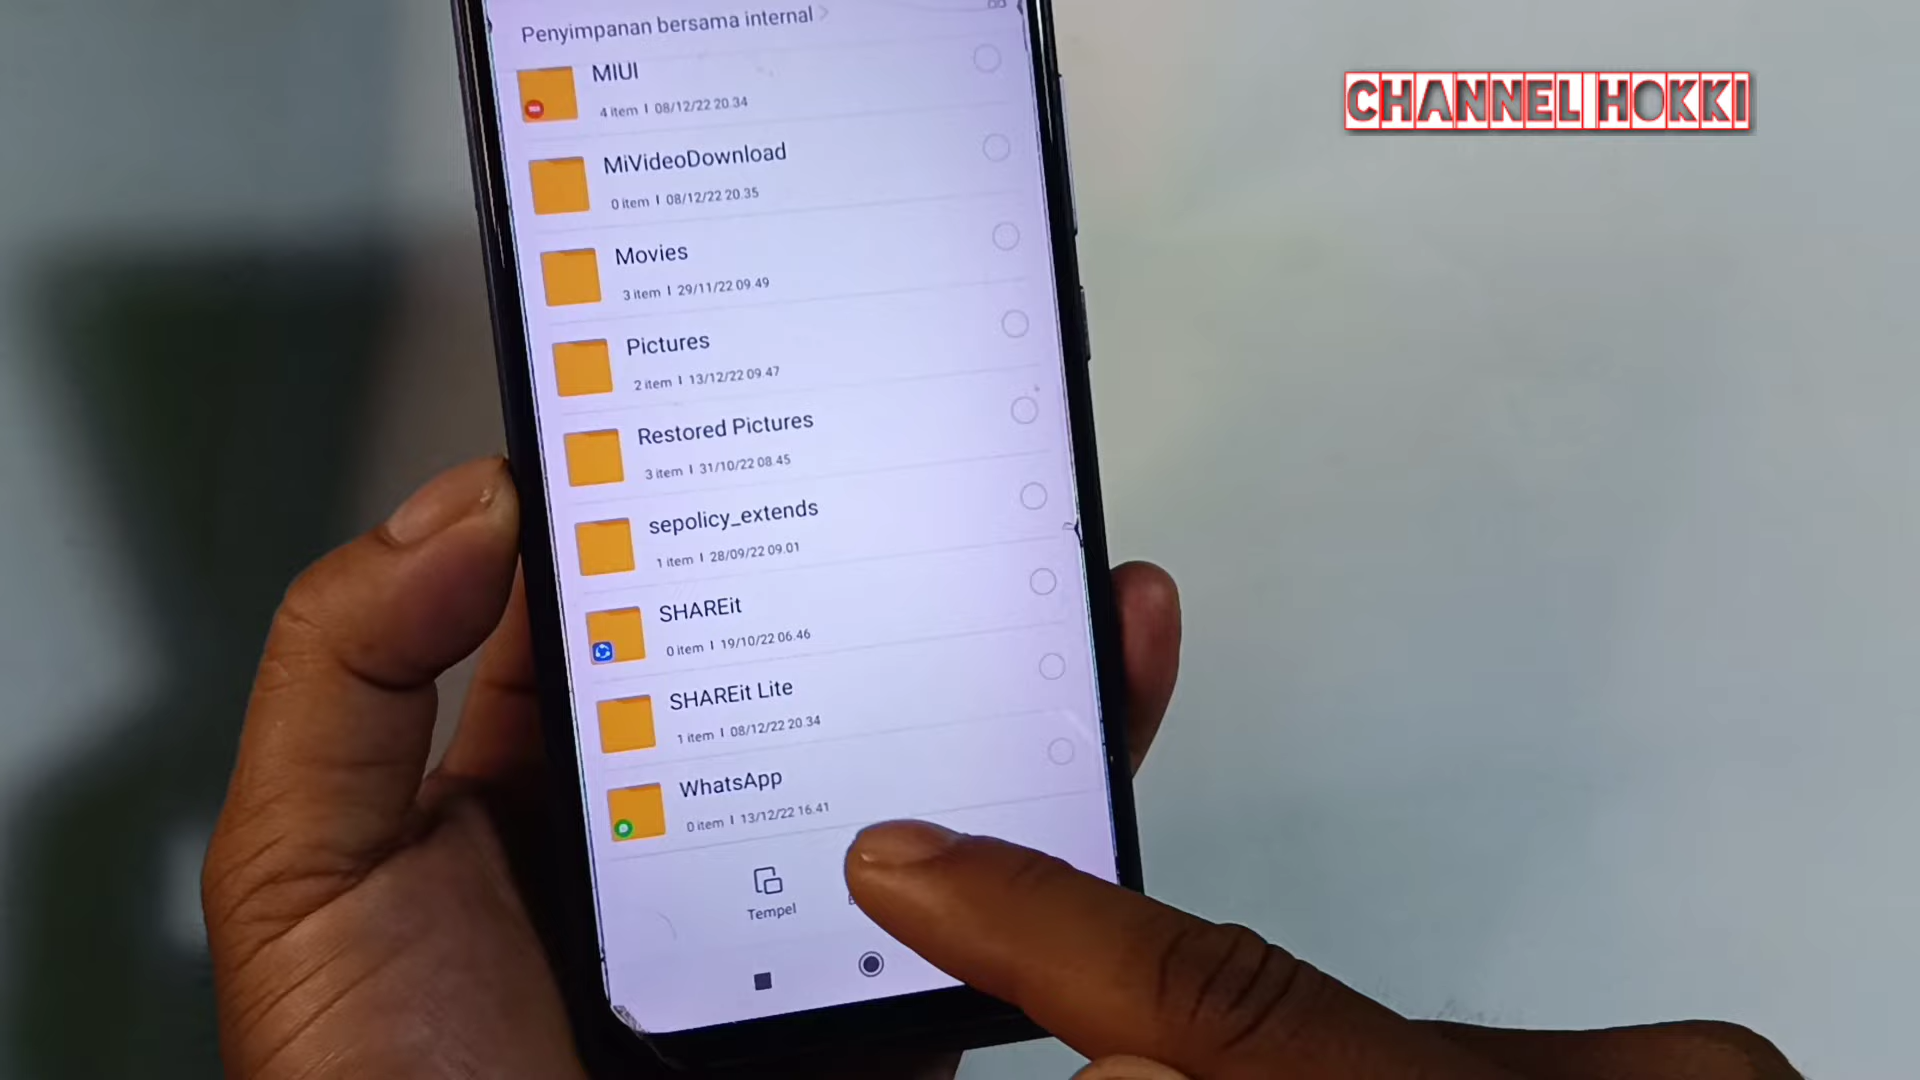 Penyimpanan bersama internal
CHANNEL HOKKI
MIUI
4 item | 08/12/22 20.34
MiVideoDownload
0 item | 08/12/22 20.35
Movies
3 item | 29/11/22 09.49
Pictures
2 item | 13/12/22 09.47
Restored Pictures
3 item | 31/10/22 08.45
sepolicy_extends
1 item | 28/09/22 09.01
SHAREit
0 item | 19/10/22 06.46
SHAREit Lite
1 item | 08/12/22 20.34
WhatsApp
0 item | 13/12/22 16.41
Tempel